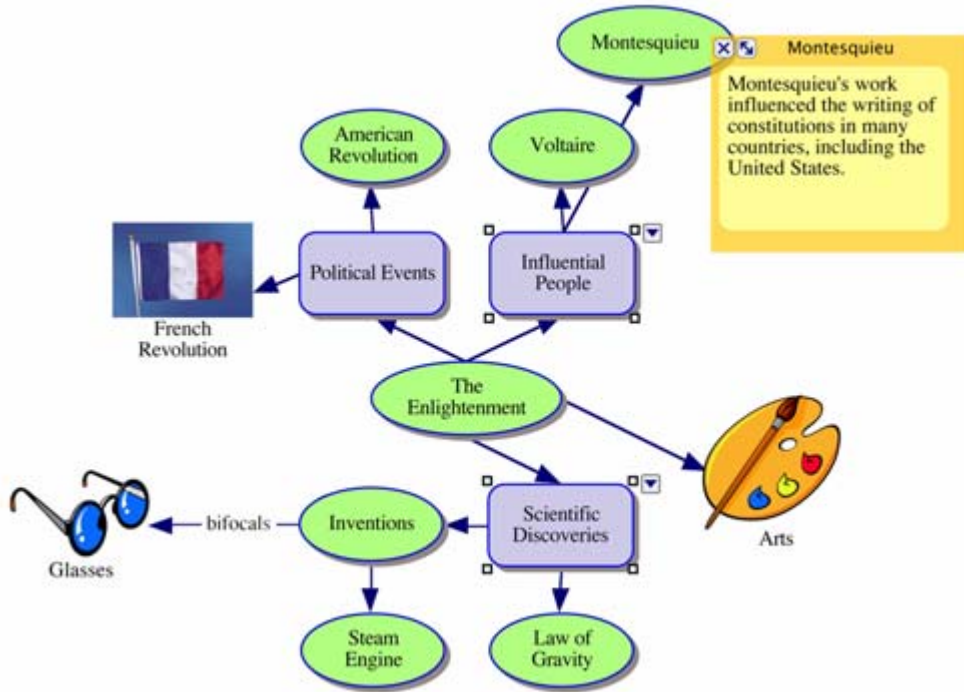 Montesquieu
Montesquieu
Montesquieu's work
influenced the writing of
constitutions in many
countries, including the
United States.
American
Revolution
Voltaire
Political Events
Influential
People
French
Revolution
The
Enlightenment
Scientific
Discoveries
Inventions
bifocals
Glasses
Arts
Steam
Engine
Law of
Gravity